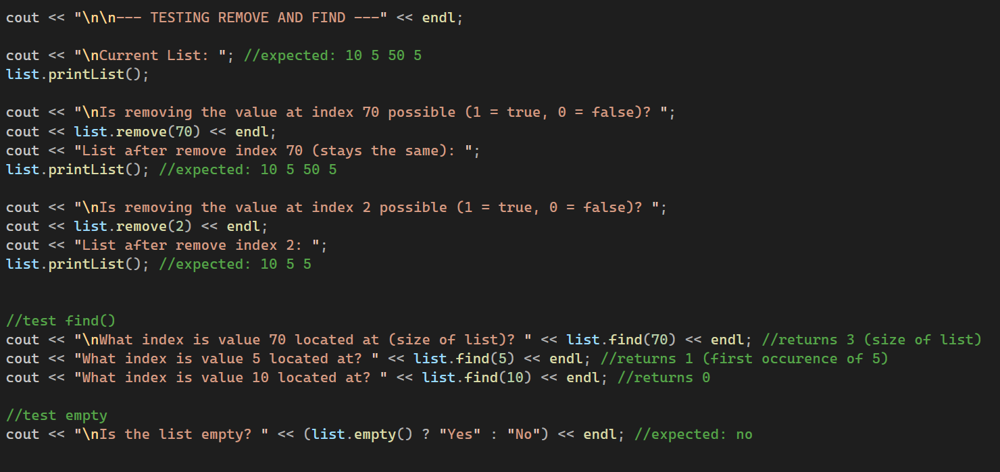 cout << "\n\n--- TESTING REMOVE AND FIND ---" << endl;
cout << "\nCurrent List: "; //expected: 10 5 50 5
list.printList();
cout << "\nIs removing the value at index 70 possible (1 = true, 0 = false)? ";
cout << list.remove(70) << endl;
cout << "List after remove index 70 (stays the same): ";
list.printList(); //expected: 10 5 50 5
cout << "\nIs removing the value at index 2 possible (1 = true, 0 = false)? ";
cout << list.remove(2) << endl;
cout << "List after remove index 2: ";
list.printList(); //expected: 10 5 5
//test find()
cout << "\nWhat index is value 70 located at (size of list)? " << list.find(70) << endl; //returns 3 (size of list)
cout << "What index is value 5 located at? " << list.find(5) << endl; //returns 1 (first occurence of 5)
cout << "What index is value 10 located at? " << list.find(10) << endl; //returns 0
//test empty
cout << "\nIs the list empty? " << (list.empty() ? "Yes" : "No") << endl; //expected: no